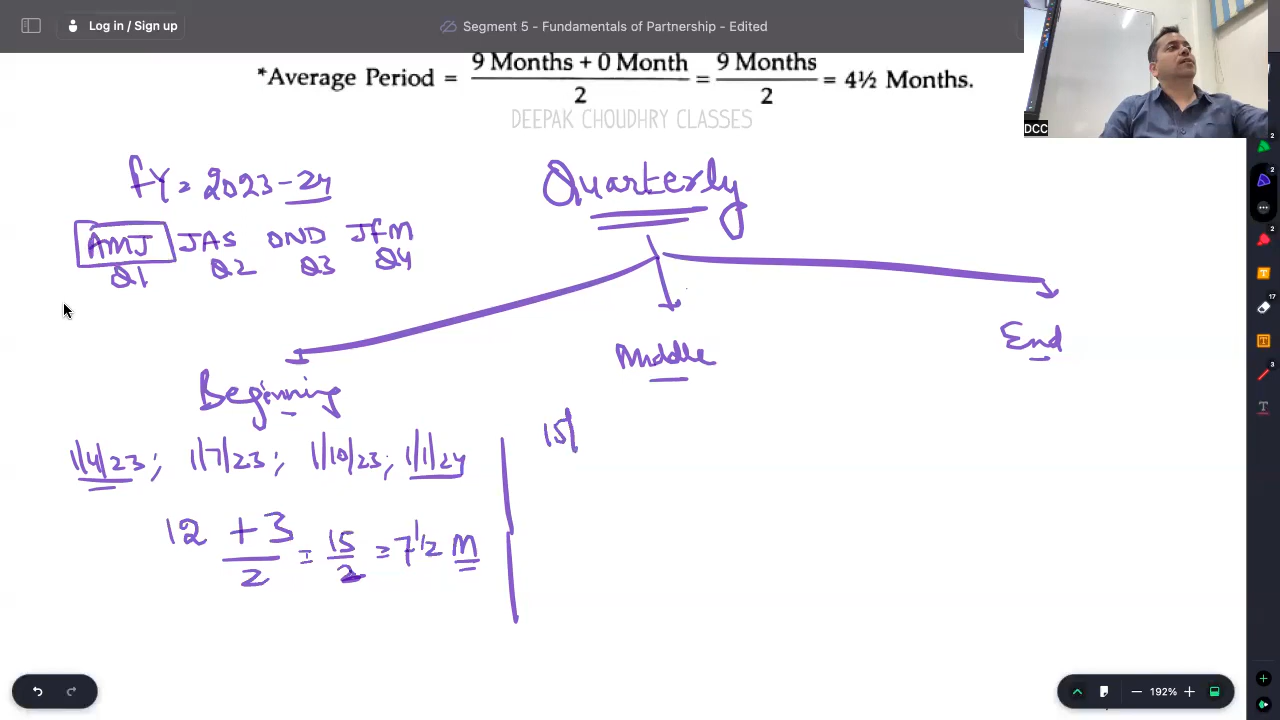 Log in / Sign up
Segment 5 - Fundamentals of Partnership - Edited
*Average Period = (9 Months + 0 Month)/2 = 9 Months/2 = 4½ Months.
DCC
DEEPAK CHOUDHRY CLASSES
FY = 2023-24
Quarterly
AMJ JAS OND JFM
Q1 Q2 Q3 Q4
Beginning
Middle
End
1/4/23; 1/7/23; 1/10/23; 1/1/24
15/
12 + 3/2 = 15/2 = 7½ M
192%